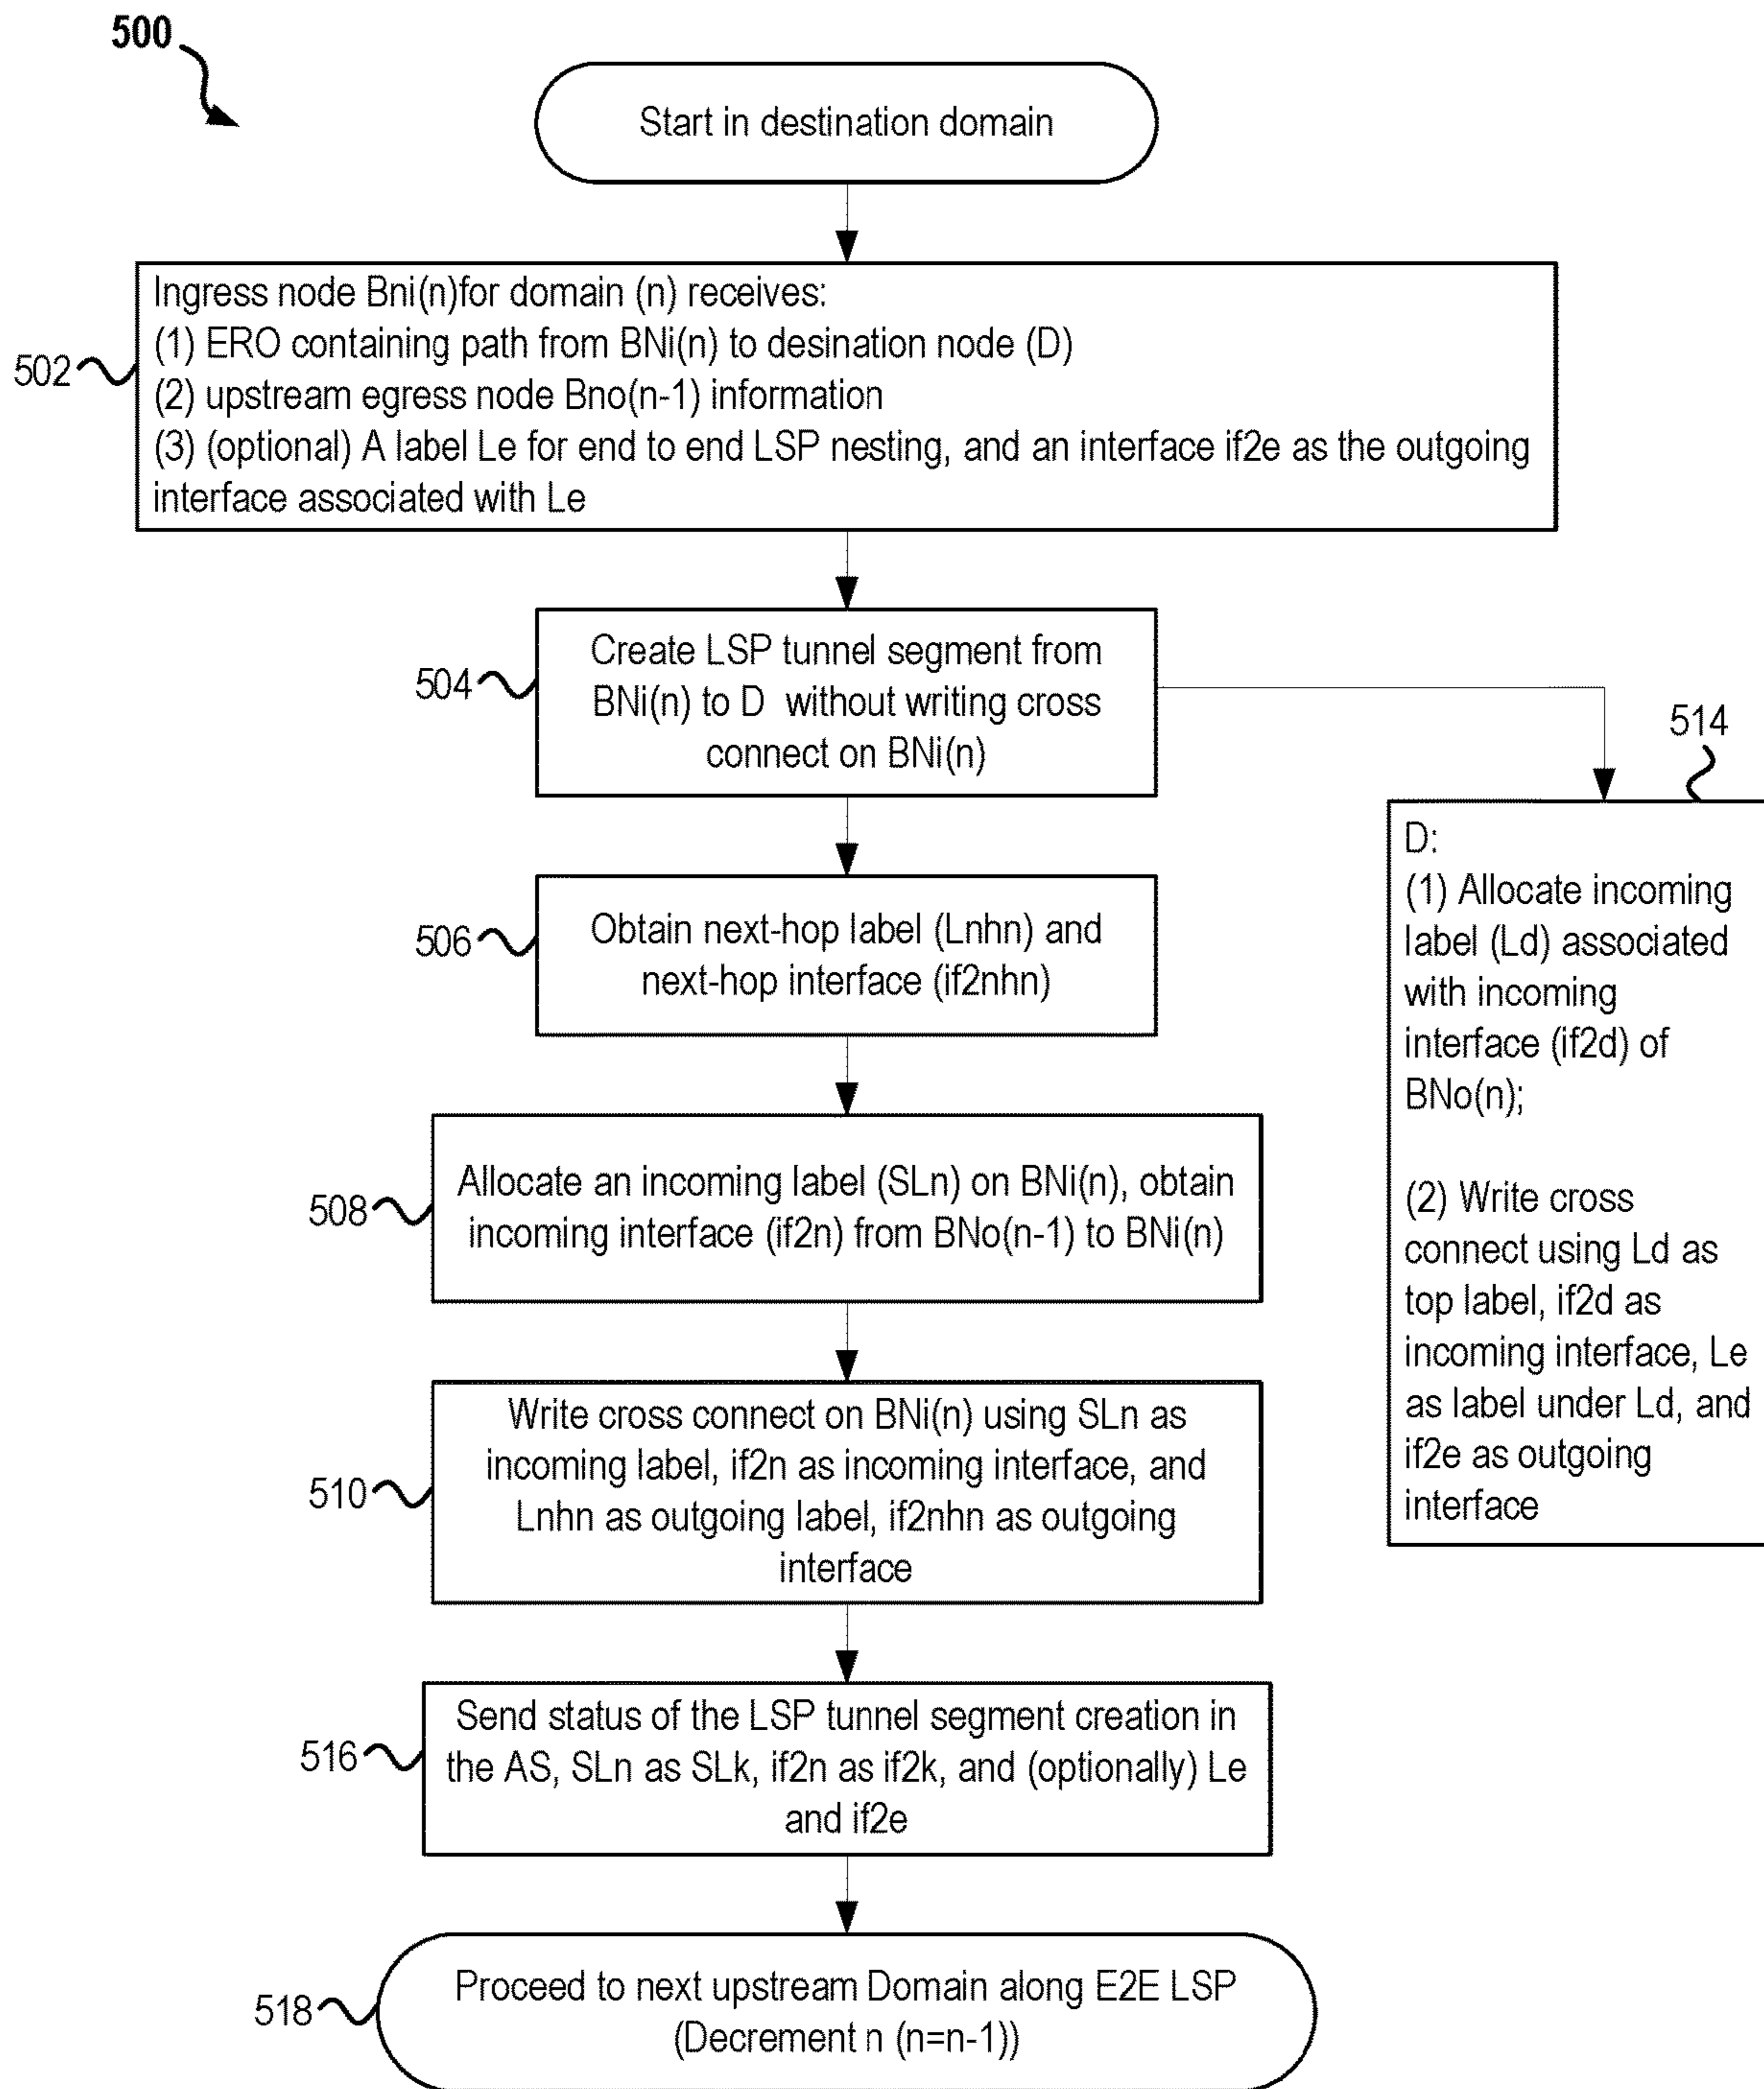 500
Start in destination domain
502
Ingress node Bni(n)for domain (n) receives:
(1) ERO containing path from BNi(n) to desination node (D)
(2) upstream egress node Bno(n-1) information
(3) (optional) A label Le for end to end LSP nesting, and an interface if2e as the outgoing
interface associated with Le
504
Create LSP tunnel segment from
BNi(n) to D without writing cross
connect on BNi(n)
506
Obtain next-hop label (Lnhn) and
next-hop interface (if2nhn)
508
Allocate an incoming label (SLn) on BNi(n), obtain
incoming interface (if2n) from BNo(n-1) to BNi(n)
510
Write cross connect on BNi(n) using SLn as
incoming label, if2n as incoming interface, and
Lnhn as outgoing label, if2nhn as outgoing
interface
514
D:
(1) Allocate incoming
label (Ld) associated
with incoming
interface (if2d) of
BNo(n);
(2) Write cross
connect using Ld as
top label, if2d as
incoming interface, Le
as label under Ld, and
if2e as outgoing
interface
516
Send status of the LSP tunnel segment creation in
the AS, SLn as SLk, if2n as if2k, and (optionally) Le
and if2e
518
Proceed to next upstream Domain along E2E LSP
(Decrement n (n=n-1))